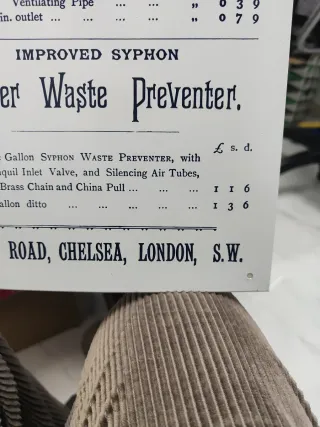 Ventilating Pipe ... ... „ 0 3 9
in. outlet ... ... ... „ 0 7 9
IMPROVED SYPHON
er Waste Preventer.
£ s. d.
Gallon SYPHON WASTE PREVENTER, with
quil Inlet Valve, and Silencing Air Tubes,
Brass Chain and China Pull ... ... ... 1 1 6
allon ditto ... ... ... ... 1 3 6
ROAD, CHELSEA, LONDON, S.W.